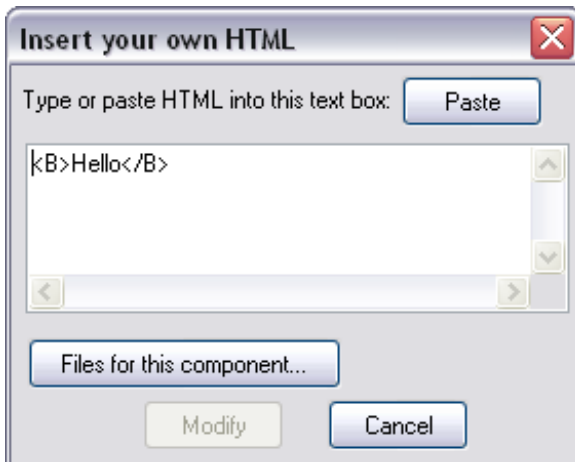 Insert your own HTML
Type or paste HTML into this text box: Paste
<B>Hello</B>
Files for this component...
Modify Cancel